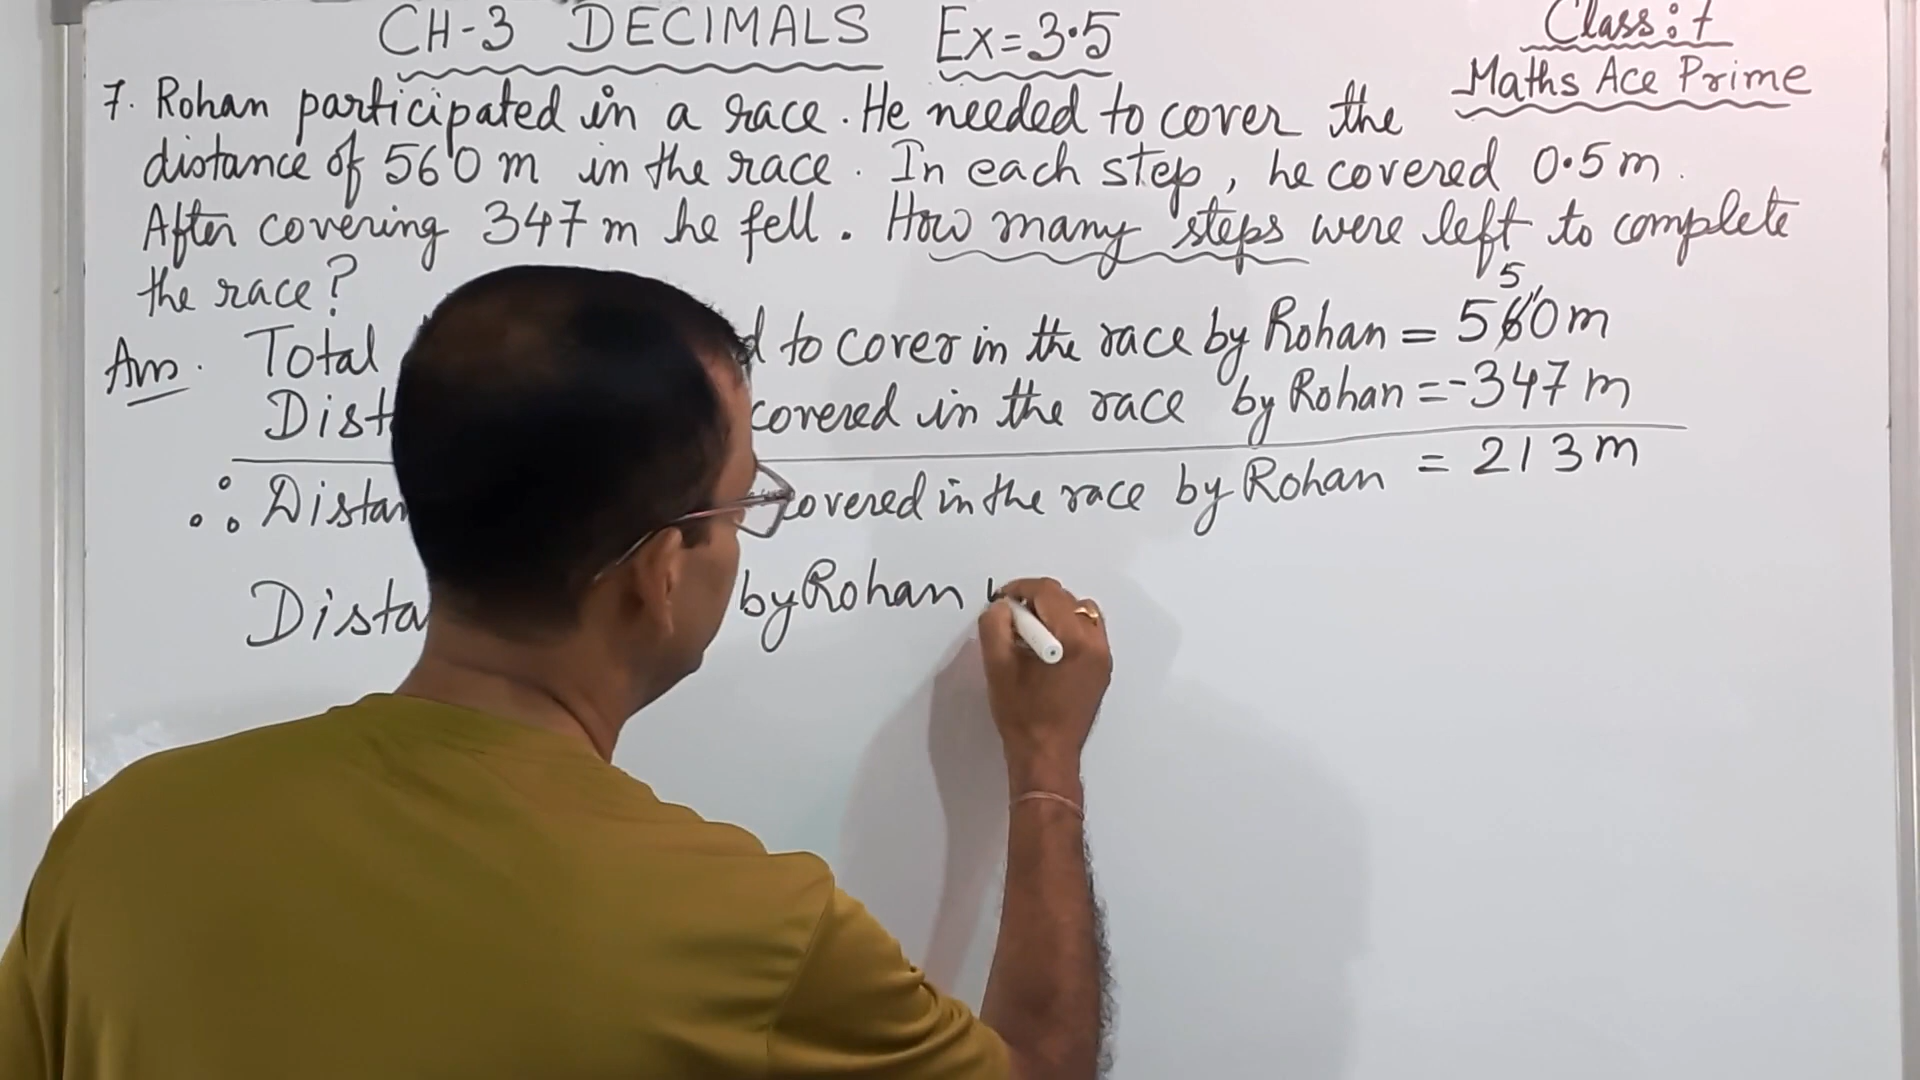 CH-3 DECIMALS Ex=3.5
Class: 7
Maths Ace Prime
7. Rohan participated in a race. He needed to cover the
distance of 560 m in the race. In each step, he covered 0.5 m.
After covering 347 m he fell. How many steps were left to complete
the race?
5
Ans. Total to cover in the race by Rohan = 560 m
covered in the race by Rohan = -347 m
∴ covered in the race by Rohan = 213 m
by Rohan